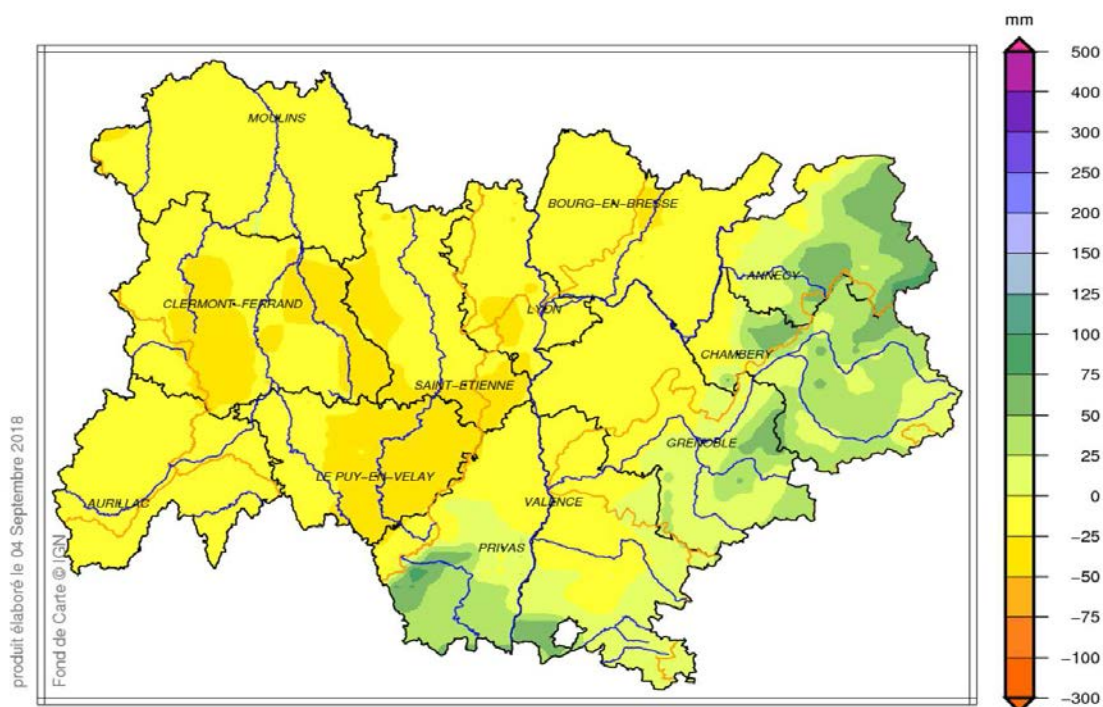 mm
500
400
300
250
200
150
125
100
75
50
25
0
−25
−50
−75
−100
−300
MOULINS
BOURG−EN−BRESSE
ANNECY
CLERMONT−FERRAND
LYON
CHAMBERY
SAINT−ETIENNE
GRENOBLE
LE PUY−EN−VELAY
AURILLAC
VALENCE
PRIVAS
produit élaboré le 04 Septembre 2018
Fond de Carte © IGN